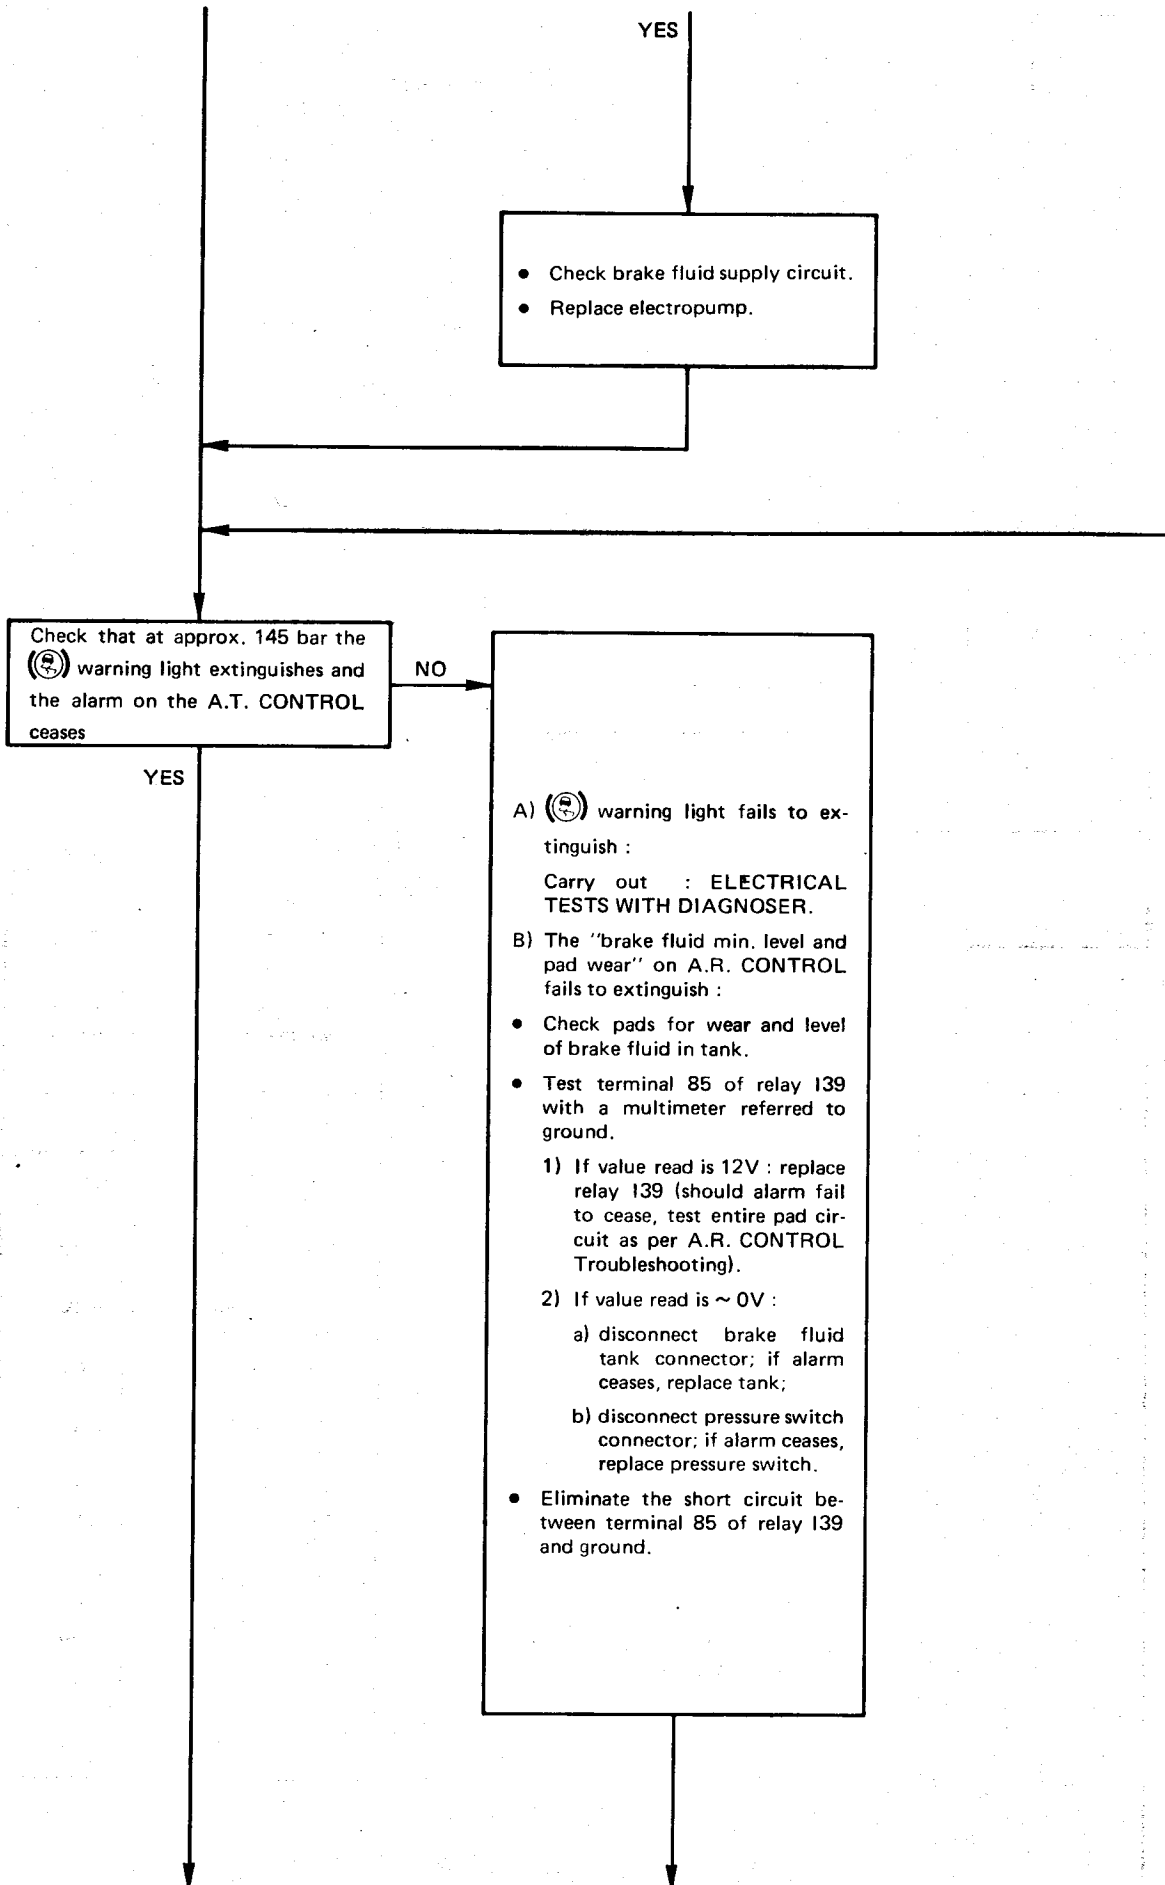 YES
• Check brake fluid supply circuit.
• Replace electropump.
Check that at approx. 145 bar the
warning light extinguishes and
the alarm on the A.T. CONTROL
ceases
NO
YES
A) warning light fails to ex-
tinguish :
Carry out : ELECTRICAL
TESTS WITH DIAGNOSER.
B) The "brake fluid min. level and
pad wear" on A.R. CONTROL
fails to extinguish :
• Check pads for wear and level
of brake fluid in tank.
• Test terminal 85 of relay I39
with a multimeter referred to
ground.
1) If value read is 12V : replace
relay I39 (should alarm fail
to cease, test entire pad cir-
cuit as per A.R. CONTROL
Troubleshooting).
2) If value read is ~ 0V :
a) disconnect brake fluid
tank connector; if alarm
ceases, replace tank;
b) disconnect pressure switch
connector; if alarm ceases,
replace pressure switch.
• Eliminate the short circuit be-
tween terminal 85 of relay I39
and ground.